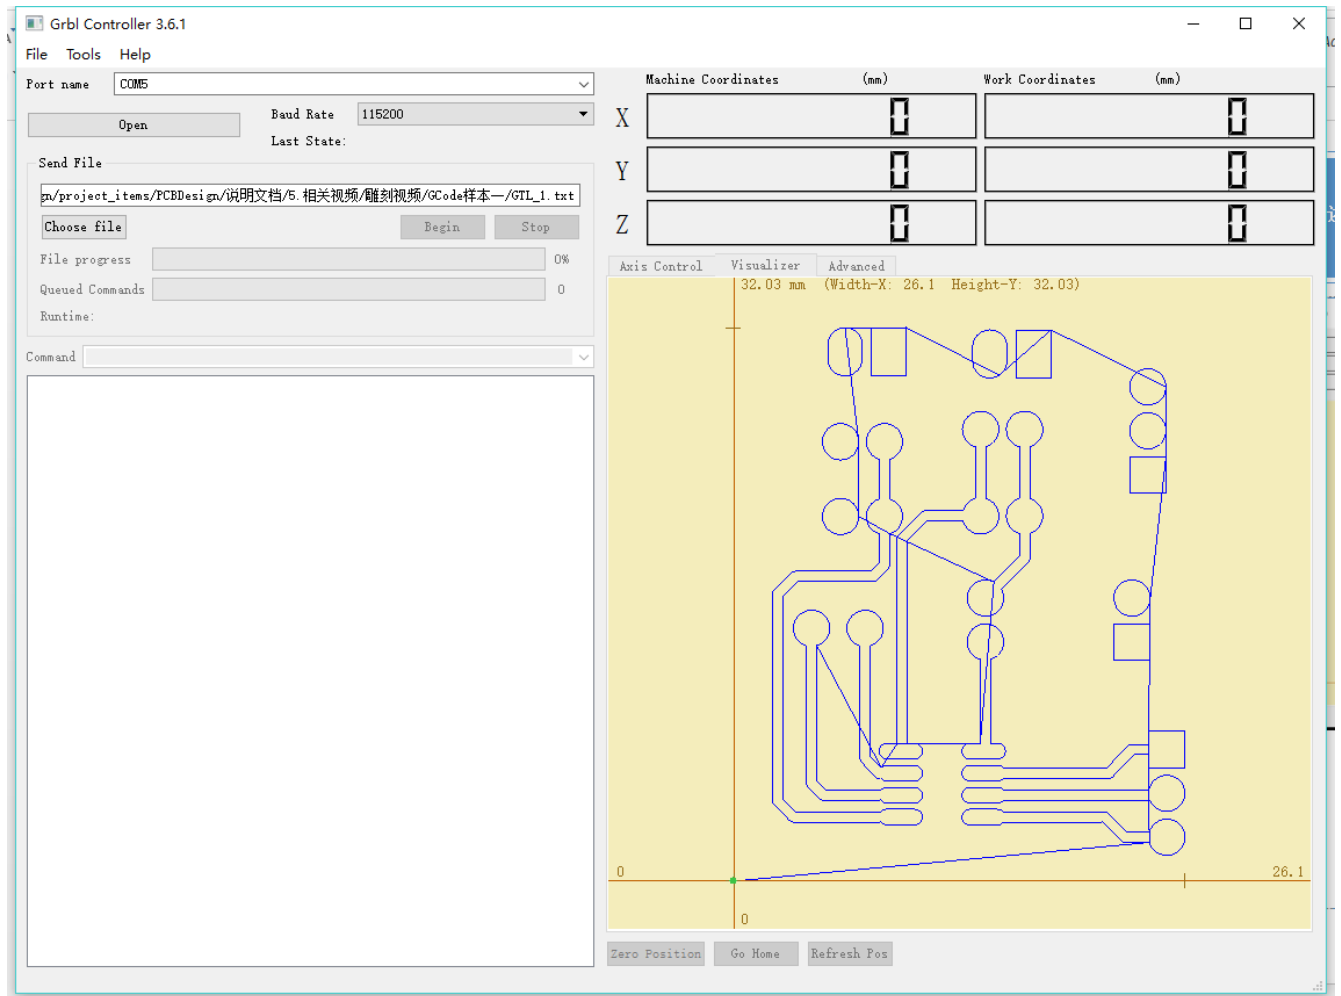 Grbl Controller 3.6.1
File Tools Help
Port name COM5
Open
Baud Rate 115200
Last State:
Send File
gn/project_items/PCBDesign/说明文档/5.相关视频/雕刻视频/GCode样本一/GTL_1.txt
Choose file Begin Stop
File progress 0%
Queued Commands 0
Runtime:
Command
Machine Coordinates (mm) Work Coordinates (mm)
X 0 0
Y 0 0
Z 0 0
Axis Control Visualizer Advanced
32.03 mm (Width-X: 26.1 Height-Y: 32.03)
0 26.1
0
Zero Position Go Home Refresh Pos